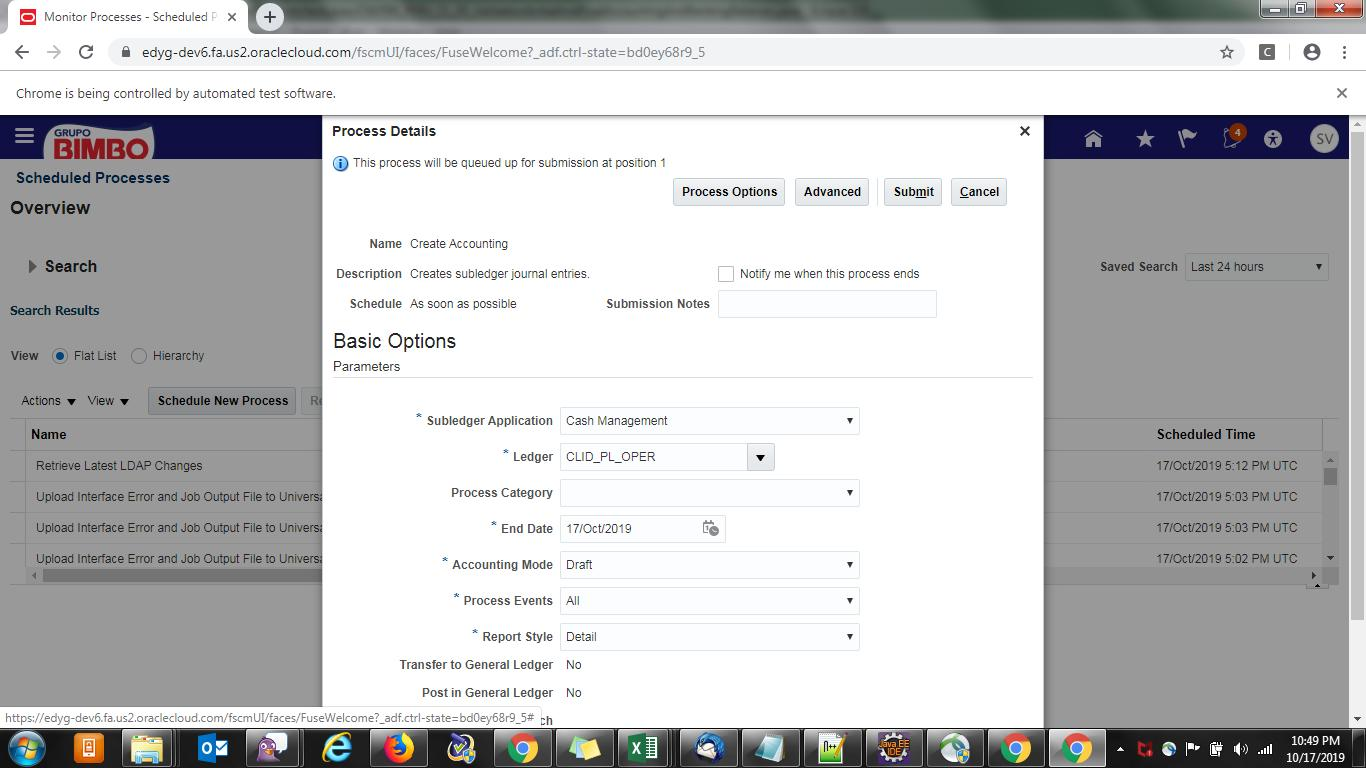 Monitor Processes - Scheduled P
edyg-dev6.fa.us2.oraclecloud.com/fscmUI/faces/FuseWelcome?_adf.ctrl-state=bd0ey68r9_5
C
Chrome is being controlled by automated test software.
GRUPO
BIMBO
4
SV
Process Details
This process will be queued up for submission at position 1
Process Options
Advanced
Submit
Cancel
Scheduled Processes
Overview
Search
Saved Search Last 24 hours
Search Results
View Flat List Hierarchy
Actions View Schedule New Process Re
Name Scheduled Time
Retrieve Latest LDAP Changes 17/Oct/2019 5:12 PM UTC
Upload Interface Error and Job Output File to Universa 17/Oct/2019 5:03 PM UTC
Upload Interface Error and Job Output File to Universa 17/Oct/2019 5:03 PM UTC
Upload Interface Error and Job Output File to Universa 17/Oct/2019 5:02 PM UTC
Name Create Accounting
Description Creates subledger journal entries. Notify me when this process ends
Schedule As soon as possible Submission Notes
Basic Options
Parameters
* Subledger Application Cash Management
* Ledger CLID_PL_OPER
Process Category
* End Date 17/Oct/2019
* Accounting Mode Draft
* Process Events All
* Report Style Detail
Transfer to General Ledger No
Post in General Ledger No
ch
https://edyg-dev6.fa.us2.oraclecloud.com/fscmUI/faces/FuseWelcome?_adf.ctrl-state=bd0ey68r9_5#
Java EE
IDE
10:49 PM
10/17/2019